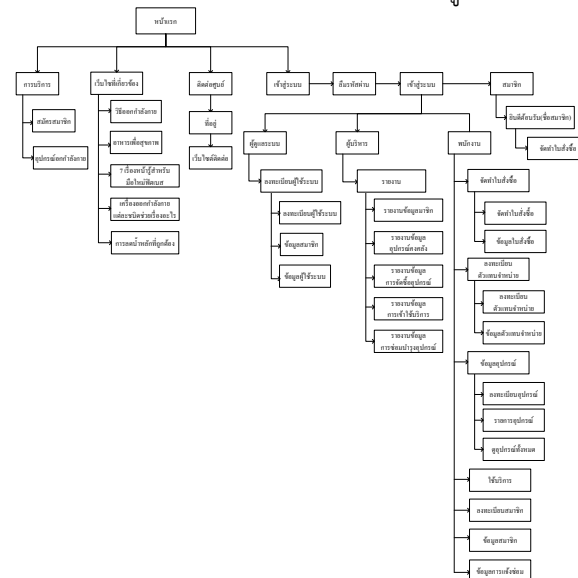 หน้าแรก
การบริการ
เว็บไซที่เกี่ยวข้อง
ติดต่อศูนย์
เข้าสู่ระบบ
ลืมรหัสผ่าน
เข้าสู่ระบบ
สมาชิก
สมัครสมาชิก
อุปกรณ์ออกกำลังกาย
วิธีออกกำลังกาย
อาหารเพื่อสุขภาพ
7 เรื่องหน้ารู้สำหรับ
มือใหม่ฟิตเนส
เครื่องออกกำลังกาย
แต่ละชนิดช่วยเรื่องอะไร
การลดน้ำหนักที่ถูกต้อง
ที่อยู่
เว็บไซต์ติดต่อ
ยินดีต้อนรับ(ชื่อสมาชิก)
จัดทำใบสั่งซื้อ
ผู้ดูแลระบบ
ผู้บริหาร
พนักงาน
ลงทะเบียนผู้ใช้ระบบ
ลงทะเบียนผู้ใช้ระบบ
ข้อมูลสมาชิก
ข้อมูลผู้ใช้ระบบ
รายงาน
รายงานข้อมูลสมาชิก
รายงานข้อมูล
อุปกรณ์คงคลัง
รายงานข้อมูล
การจัดซื้ออุปกรณ์
รายงานข้อมูล
การเข้าใช้บริการ
รายงานข้อมูล
การซ่อมบำรุงอุปกรณ์
จัดทำใบสั่งซื้อ
จัดทำใบสั่งซื้อ
ข้อมูลใบสั่งซื้อ
ลงทะเบียน
ตัวแทนจำหน่าย
ลงทะเบียน
ตัวแทนจำหน่าย
ข้อมูลตัวแทนจำหน่าย
ข้อมูลอุปกรณ์
ลงทะเบียนอุปกรณ์
รายการอุปกรณ์
ดูอุปกรณ์ทั้งหมด
ใช้บริการ
ลงทะเบียนสมาชิก
ข้อมูลสมาชิก
ข้อมูลการแจ้งซ่อม